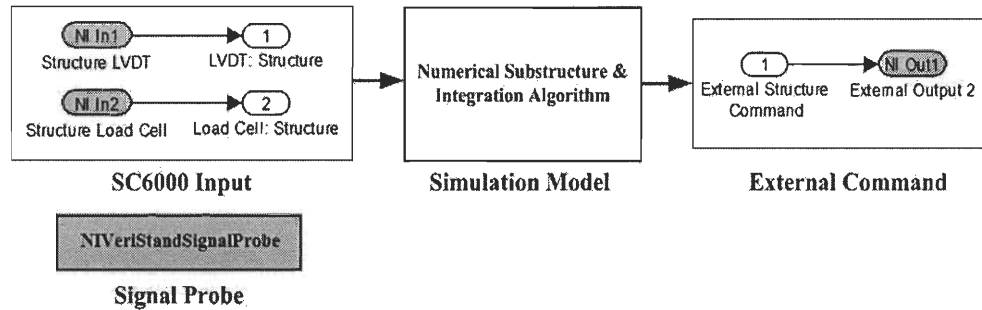 NI In1
1
Structure LVDT
LVDT: Structure
NI In2
2
Structure Load Cell
Load Cell: Structure
SC6000 Input
Numerical Substructure &
Integration Algorithm
Simulation Model
1
NI Out1
External Structure
Command
External Output 2
External Command
NIVeriStandSignalProbe
Signal Probe